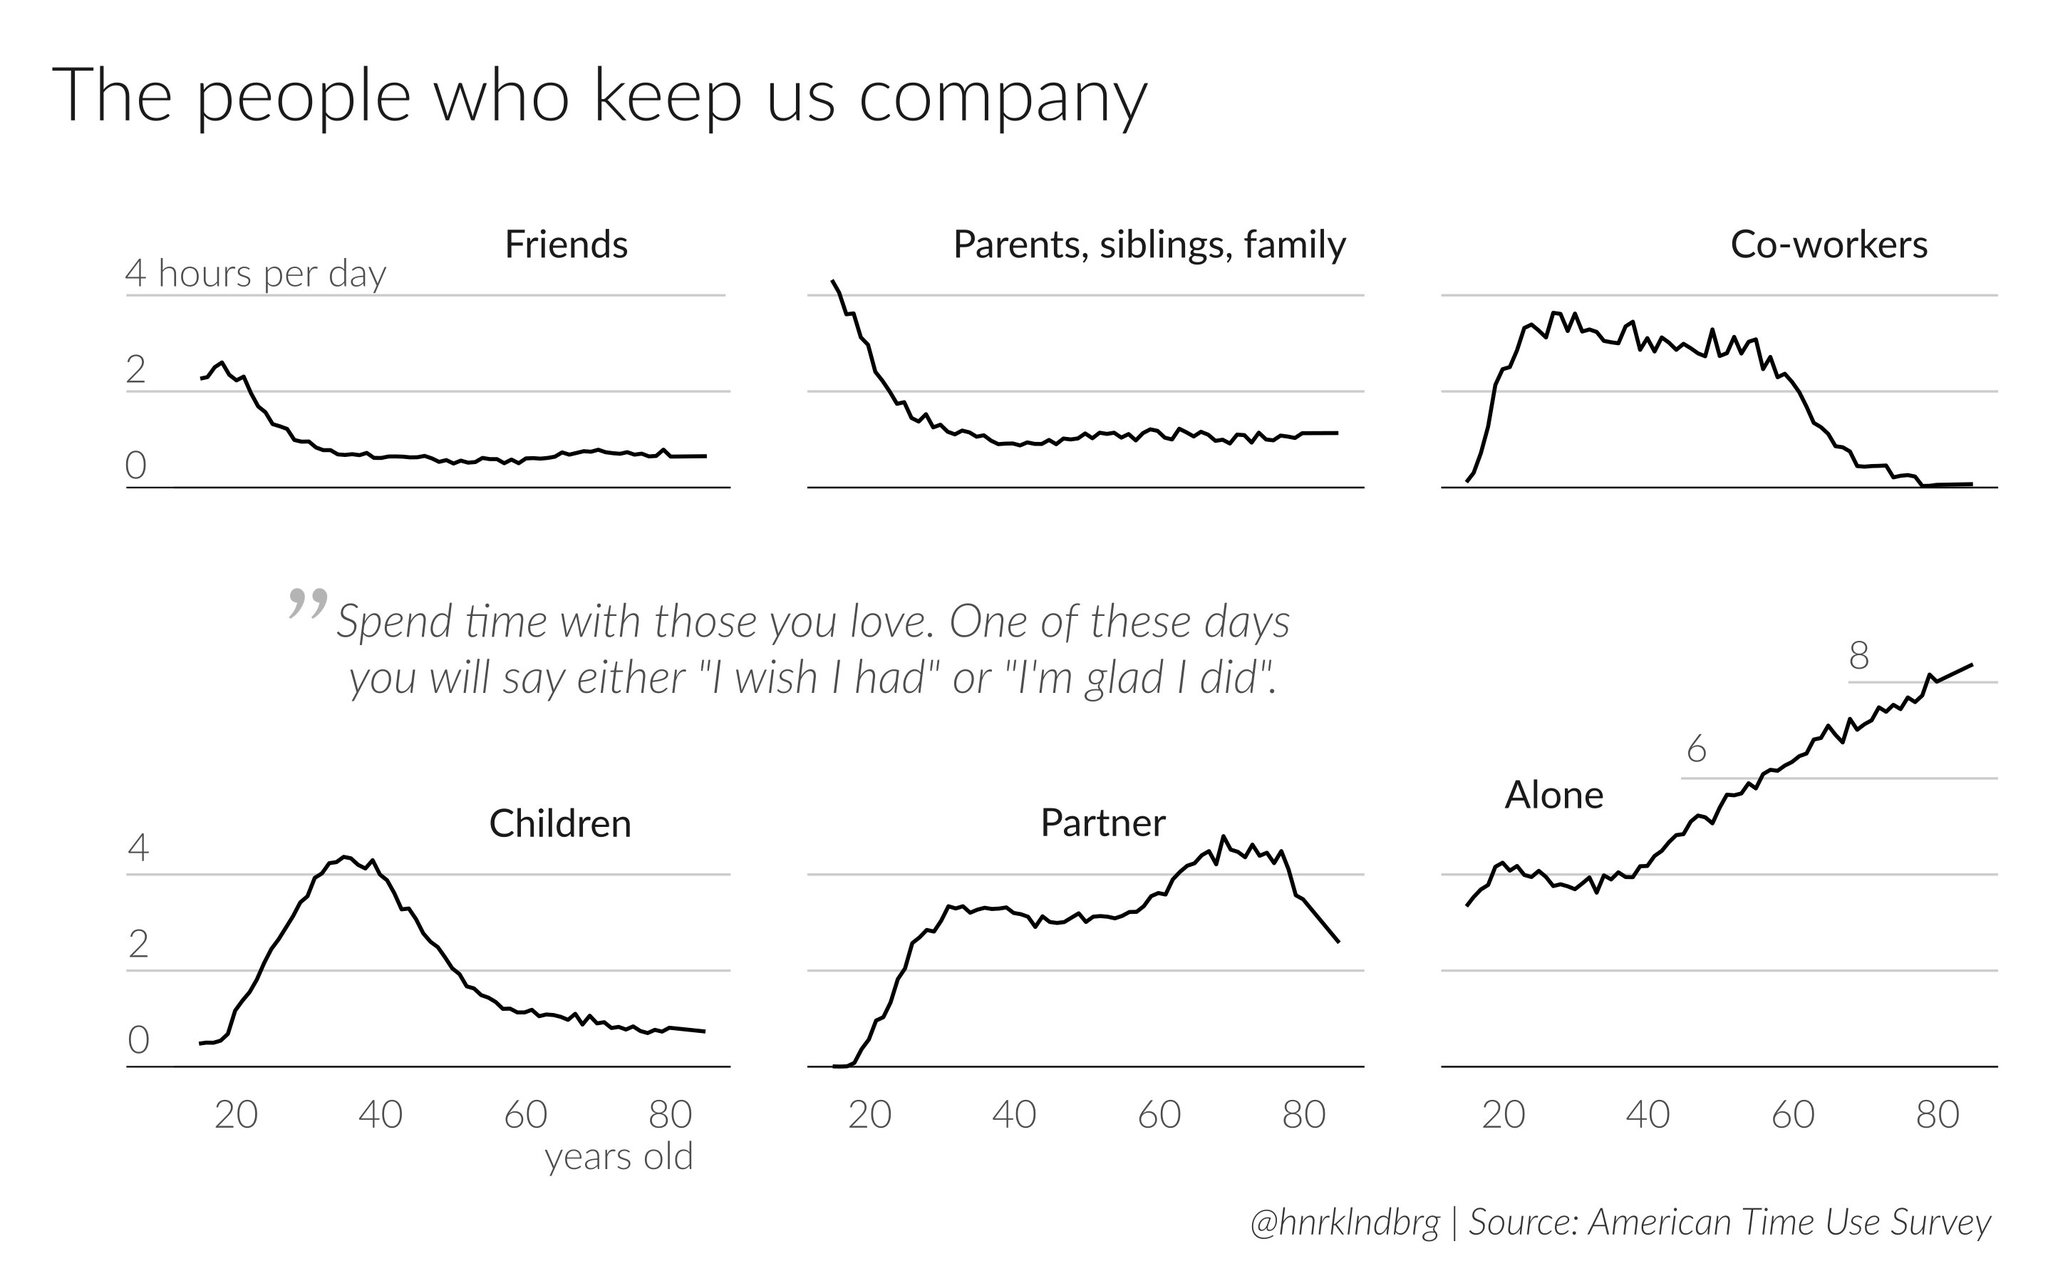 The people who keep us company
Friends
Parents, siblings, family
Co-workers
4 hours per day
2
0
” Spend time with those you love. One of these days
you will say either "I wish I had" or "I'm glad I did".
8
6
Alone
Children
Partner
4
2
0
20 40 60 80
20 40 60 80
20 40 60 80
years old
@hnrklndbrg | Source: American Time Use Survey